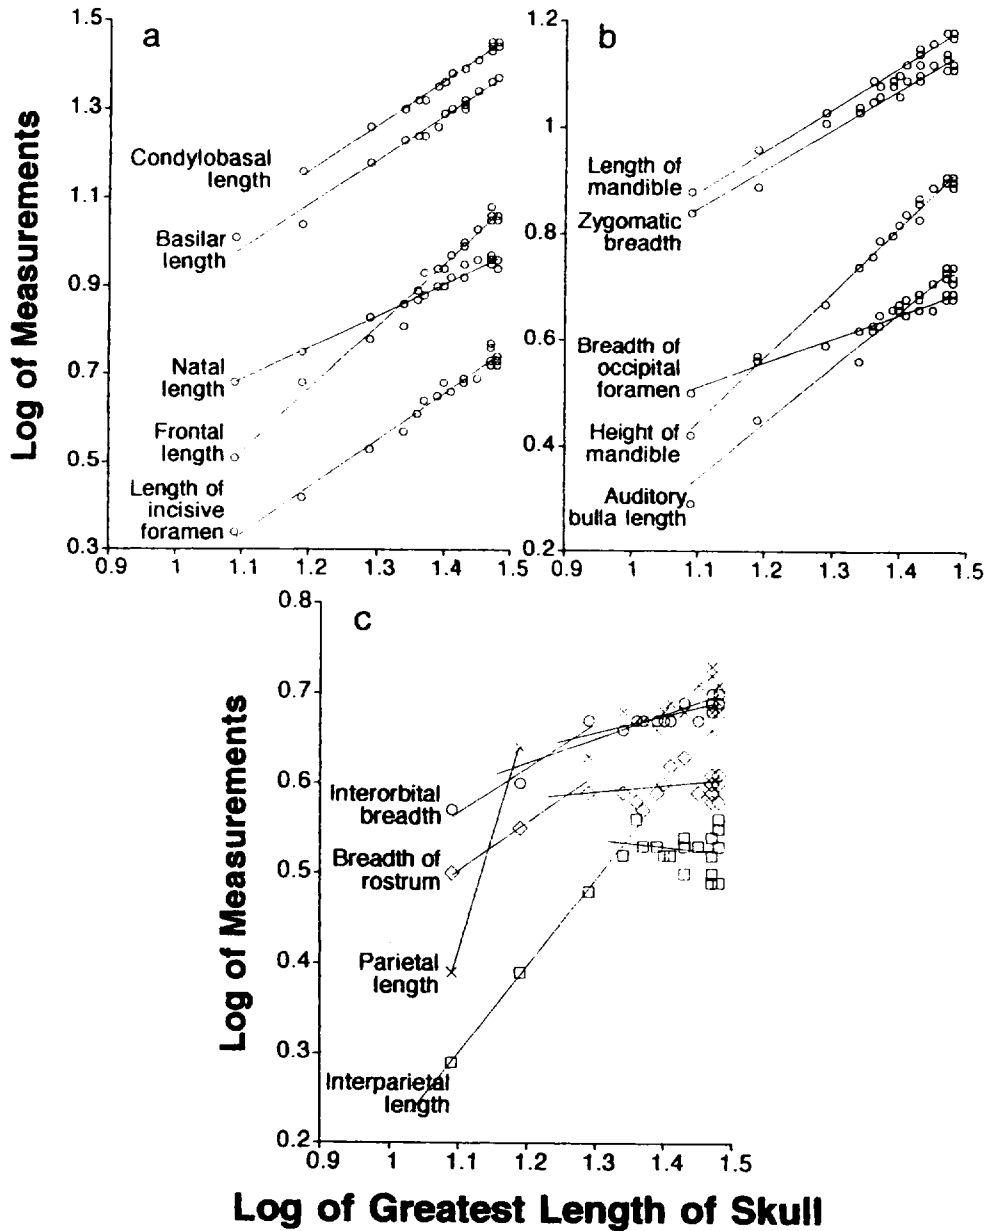 a
1.5
1.3
1.1
0.9
0.7
0.5
0.3
0.9
1
1.1
1.2
1.3
1.4
1.5
Log of Measurements
Condylobasal
length
Basilar
length
Natal
length
Frontal
length
Length of
incisive
foramen
b
1.2
1
0.8
0.6
0.4
0.2
0.9
1
1.1
1.2
1.3
1.4
1.5
Length of
mandible
Zygomatic
breadth
Breadth of
occipital
foramen
Height of
mandible
Auditory
bulla length
c
0.8
0.7
0.6
0.5
0.4
0.3
0.2
0.9
1
1.1
1.2
1.3
1.4
1.5
Log of Measurements
Interorbital
breadth
Breadth of
rostrum
Parietal
length
Interparietal
length
Log of Greatest Length of Skull